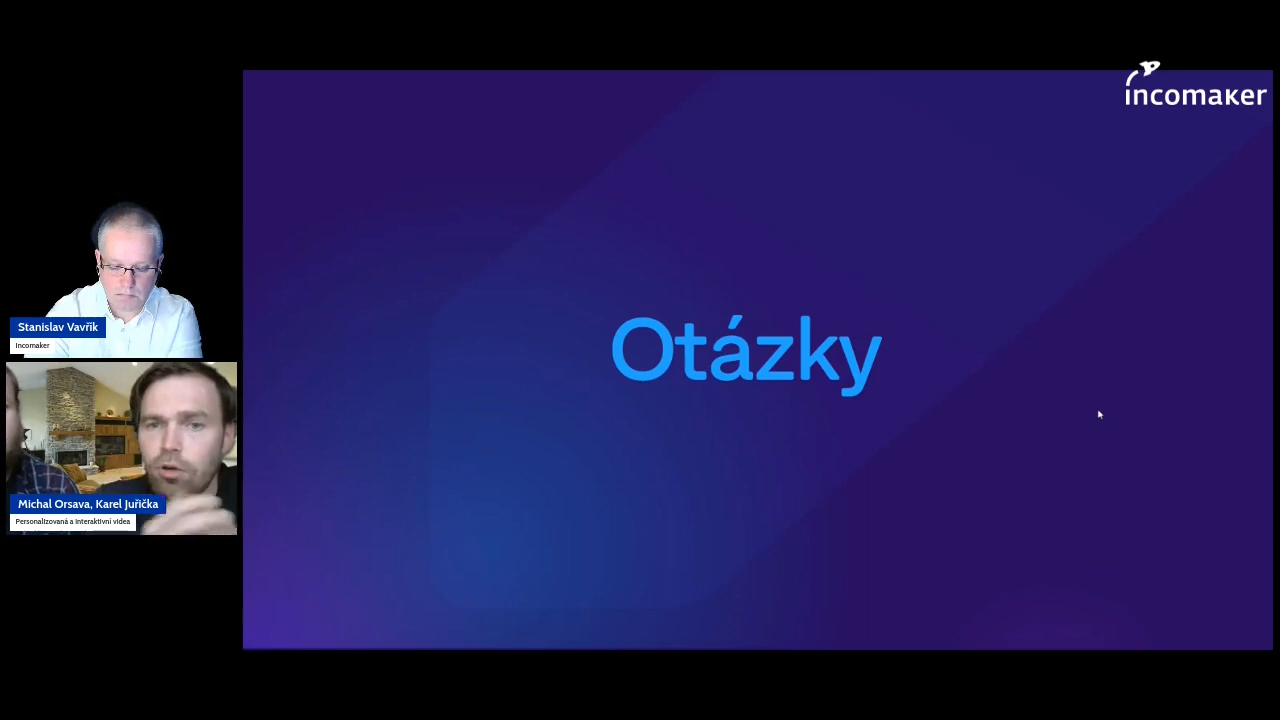 incomaker
Otázky
Stanislav Vavřík
Incomaker
Michal Orsava, Karel Juřička
Personalizovaná a interaktivní videa